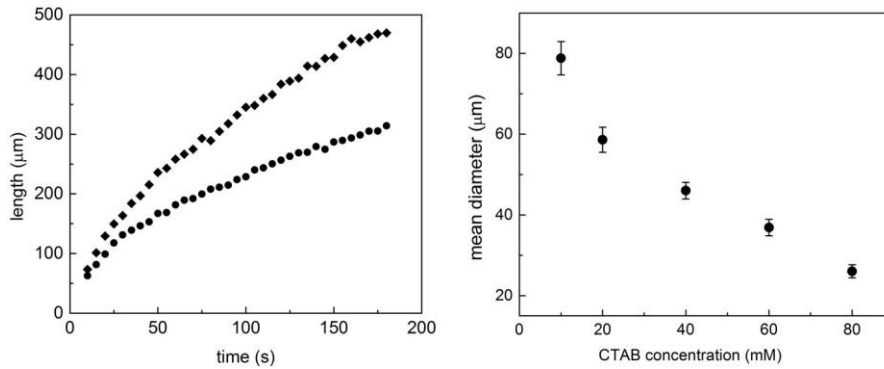 500
400
300
200
100
0
length (μm)
0 50 100 150 200
time (s)
80
60
40
20
mean diameter (μm)
0 20 40 60 80
CTAB concentration (mM)